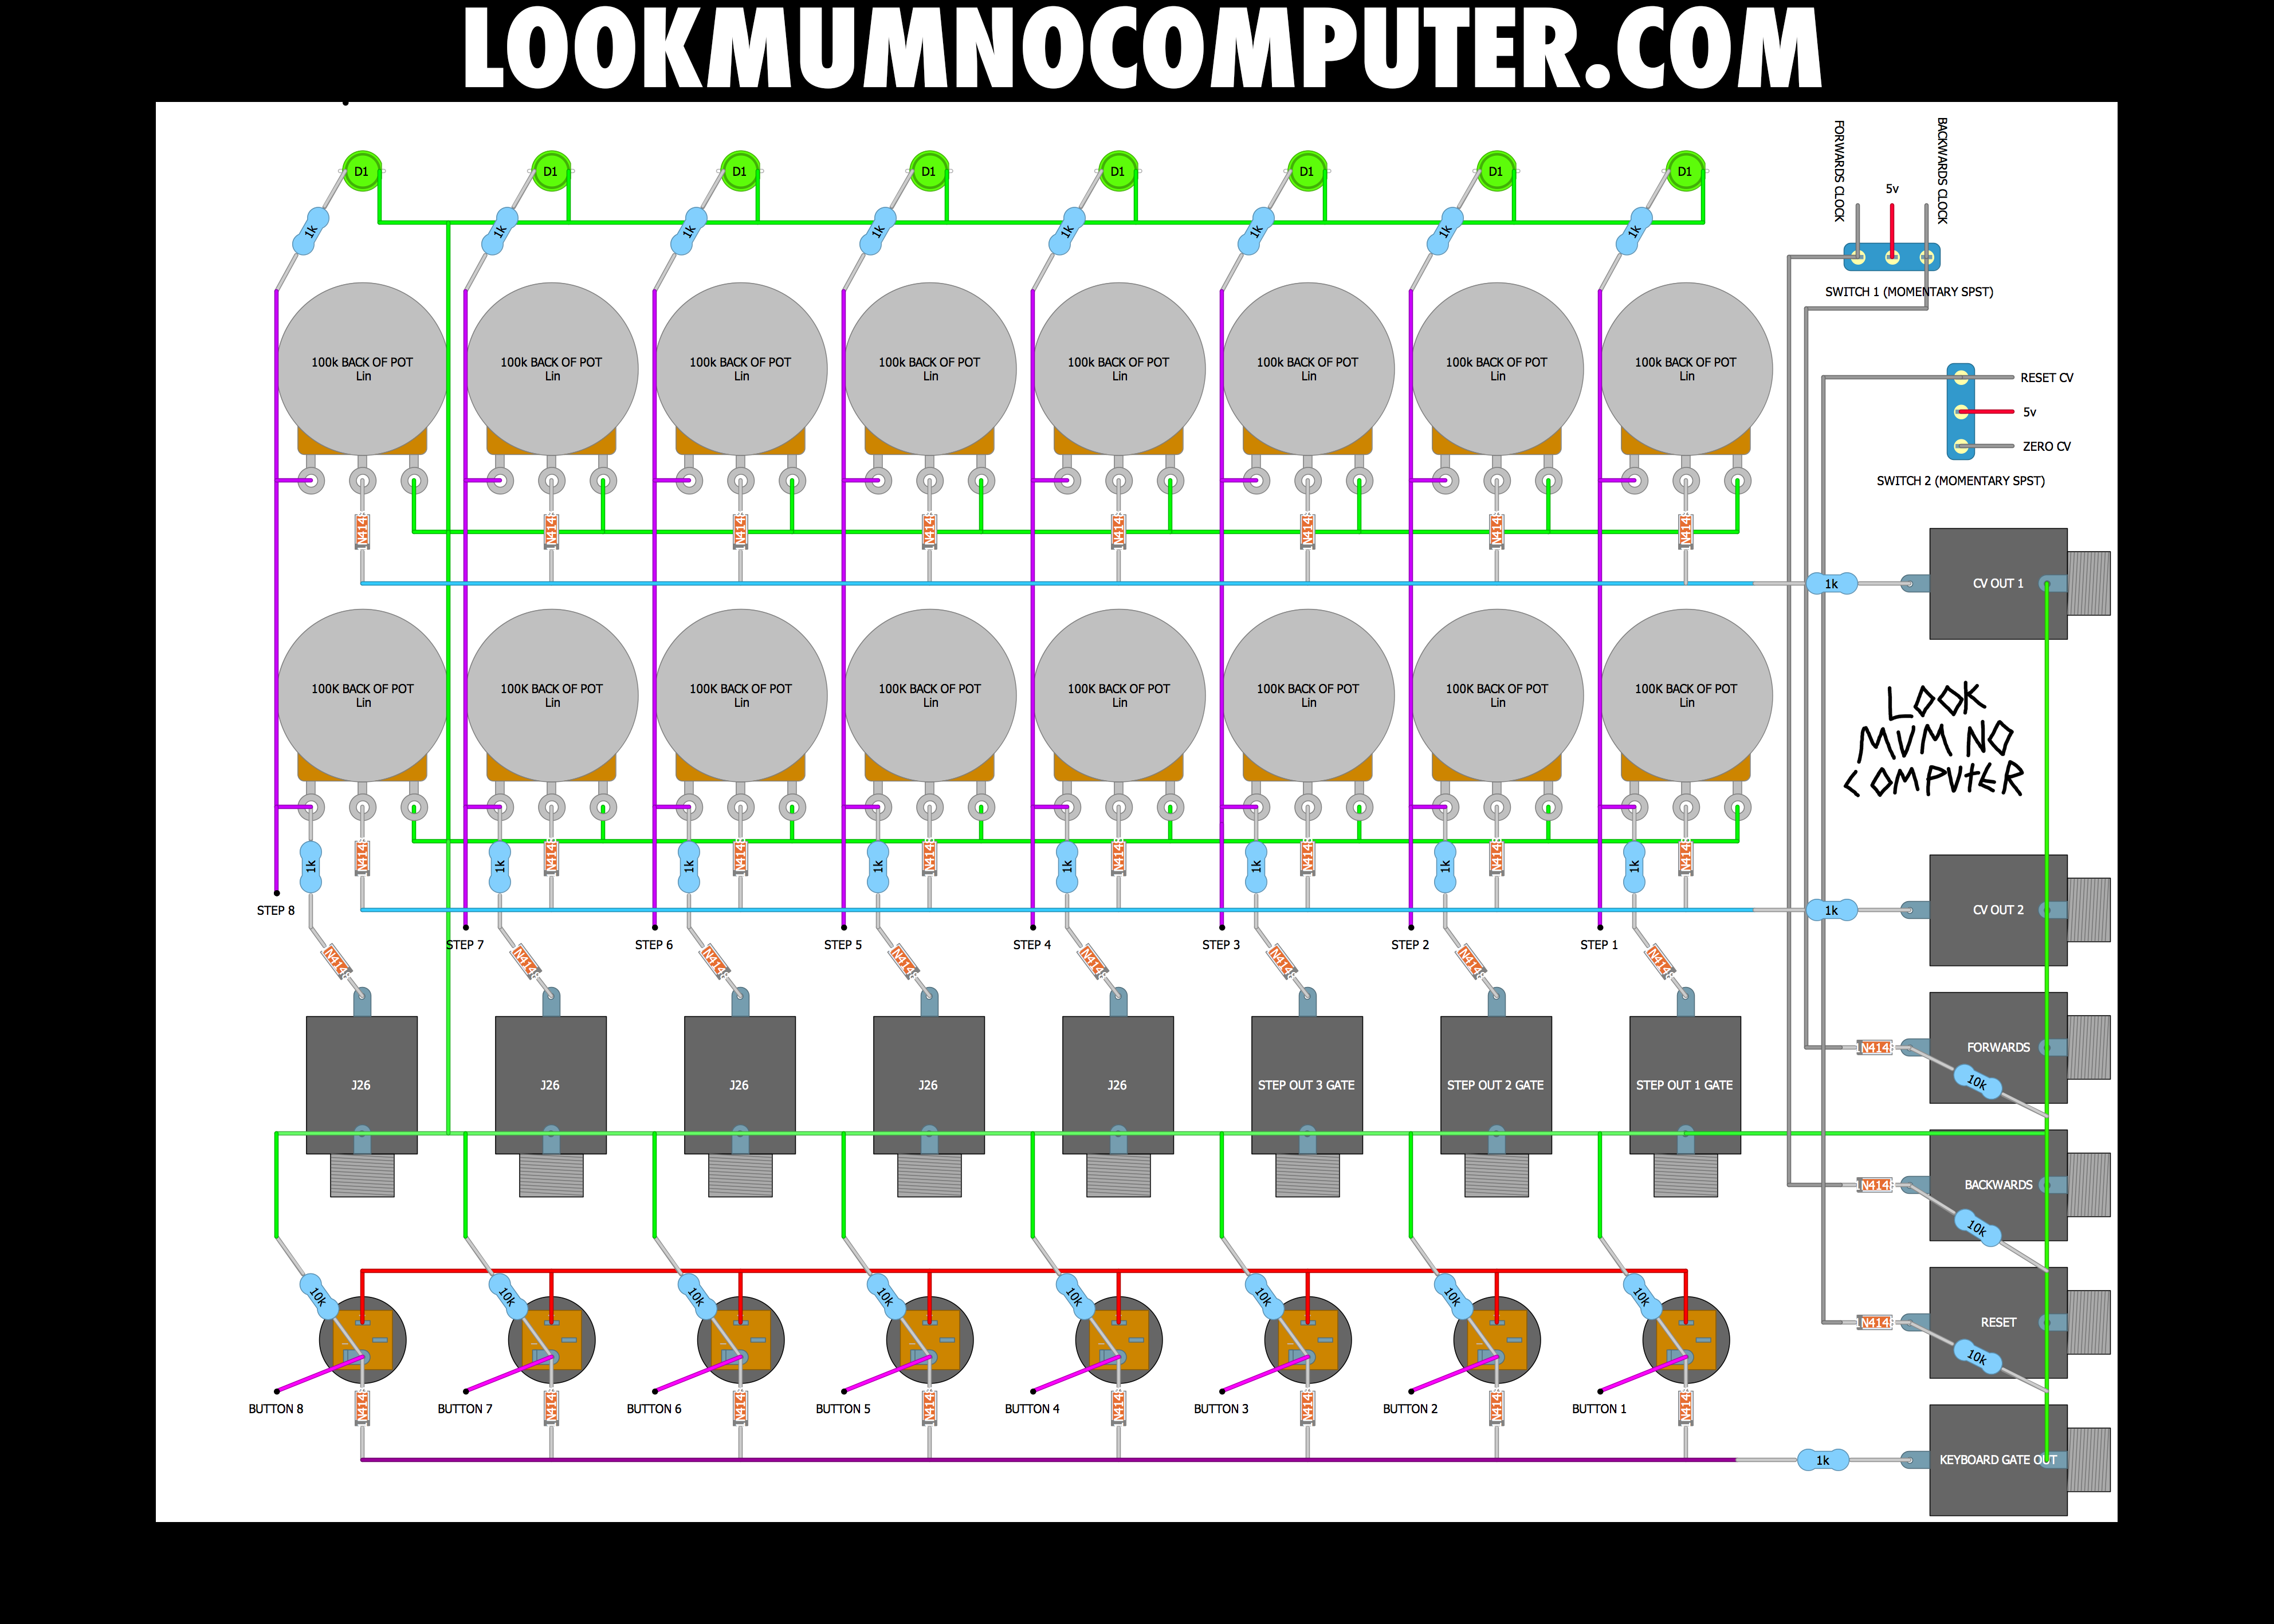 LOOKMUMNOCOMPUTER.COM
FORWARDS CLOCK
5v
BACKWARDS CLOCK
D1 D1 D1 D1 D1 D1 D1 D1
1k 1k 1k 1k 1k 1k 1k 1k
SWITCH 1 (MOMENTARY SPST)
100k BACK OF POT 100k BACK OF POT 100k BACK OF POT 100k BACK OF POT 100k BACK OF POT 100k BACK OF POT 100k BACK OF POT 100k BACK OF POT
Lin Lin Lin Lin Lin Lin Lin Lin
RESET CV
5v
ZERO CV
SWITCH 2 (MOMENTARY SPST)
N414 N414 N414 N414 N414 N414 N414 N414
1k CV OUT 1
100K BACK OF POT 100K BACK OF POT 100K BACK OF POT 100K BACK OF POT 100K BACK OF POT 100K BACK OF POT 100K BACK OF POT 100K BACK OF POT
Lin Lin Lin Lin Lin Lin Lin Lin
LOOK
MUM NO
COMPUTER
1k N414 1k N414 1k N414 1k N414 1k N414 1k N414 1k N414 1k N414
1k CV OUT 2
STEP 8
STEP 7 STEP 6 STEP 5 STEP 4 STEP 3 STEP 2 STEP 1
N4148 N4148 N4148 N4148 N4148 N4148 N4148 N4148
1N414 FORWARDS
10k
J26 J26 J26 J26 J26 STEP OUT 3 GATE STEP OUT 2 GATE STEP OUT 1 GATE
1N414 BACKWARDS
10k
10k 10k 10k 10k 10k 10k 10k 10k
1N414 RESET
10k
BUTTON 8 N414 BUTTON 7 N414 BUTTON 6 N414 BUTTON 5 N414 BUTTON 4 N414 BUTTON 3 N414 BUTTON 2 N414 BUTTON 1 N414
1k KEYBOARD GATE OUT